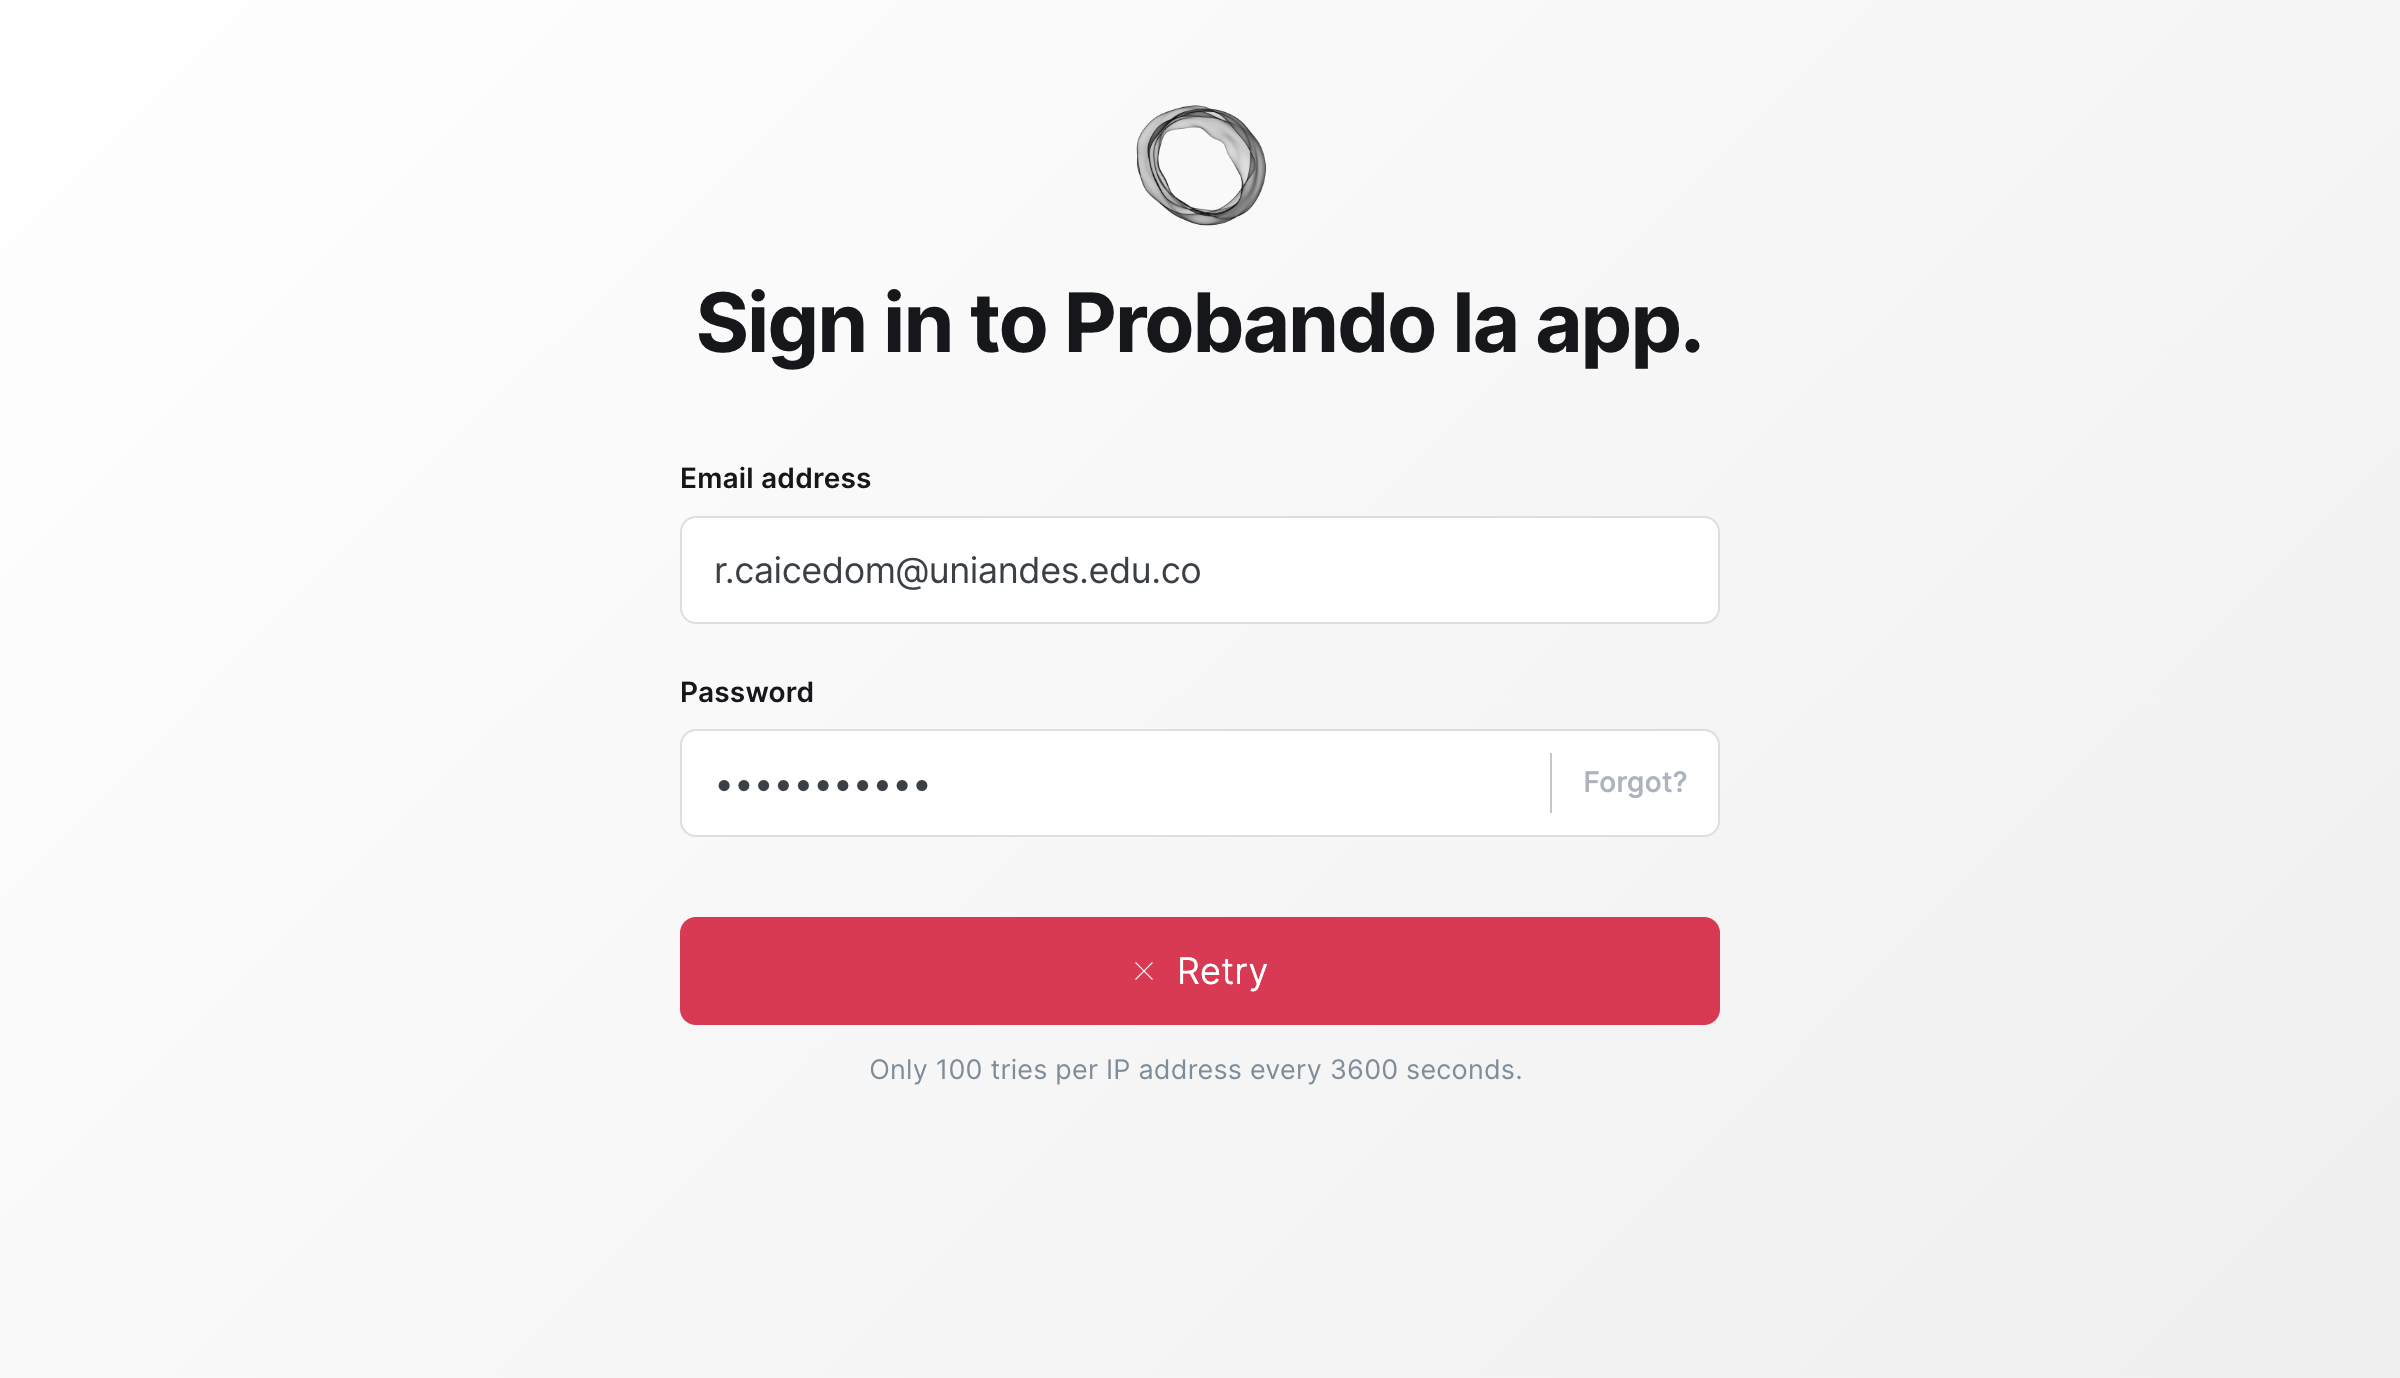 Sign in to Probando la app.
Email address
r.caicedom@uniandes.edu.co
Password
•••••••••••
Forgot?
Retry
Only 100 tries per IP address every 3600 seconds.